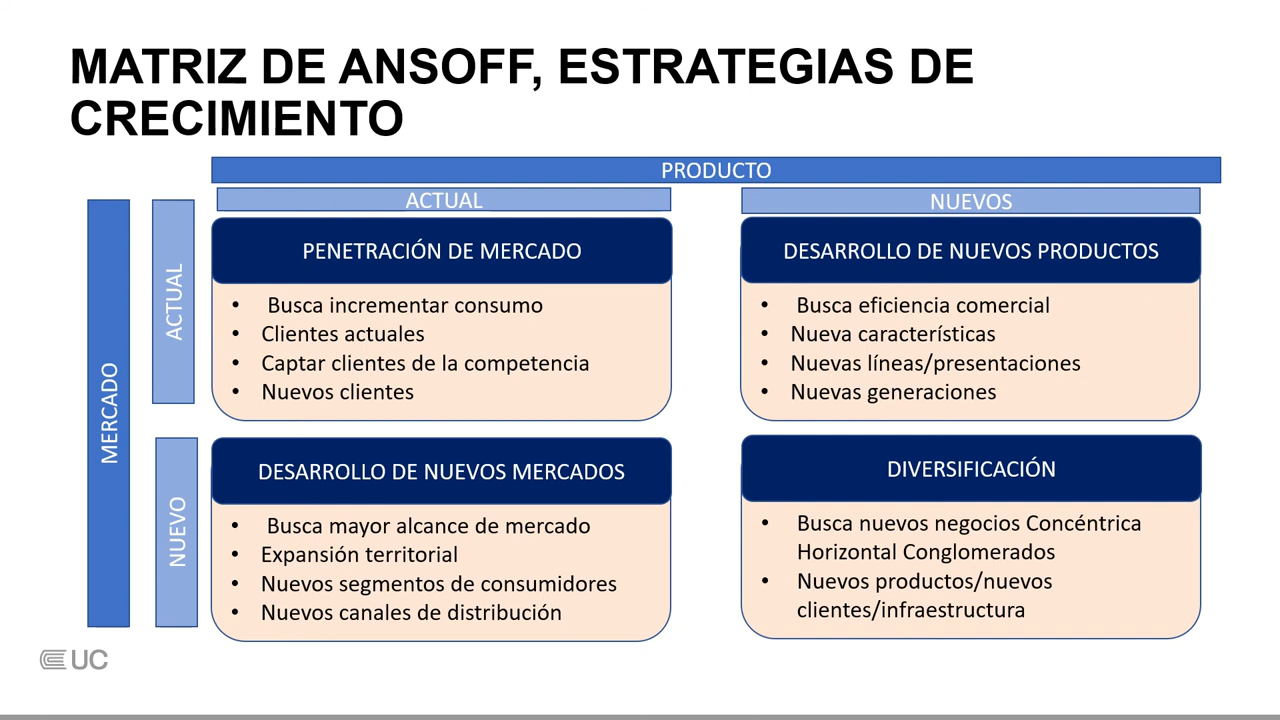 MATRIZ DE ANSOFF, ESTRATEGIAS DE
CRECIMIENTO
PRODUCTO
ACTUAL
NUEVOS
MERCADO
ACTUAL
PENETRACIÓN DE MERCADO
• Busca incrementar consumo
• Clientes actuales
• Captar clientes de la competencia
• Nuevos clientes
DESARROLLO DE NUEVOS PRODUCTOS
• Busca eficiencia comercial
• Nueva características
• Nuevas líneas/presentaciones
• Nuevas generaciones
NUEVO
DESARROLLO DE NUEVOS MERCADOS
• Busca mayor alcance de mercado
• Expansión territorial
• Nuevos segmentos de consumidores
• Nuevos canales de distribución
DIVERSIFICACIÓN
• Busca nuevos negocios Concéntrica
Horizontal Conglomerados
• Nuevos productos/nuevos
clientes/infraestructura
UC